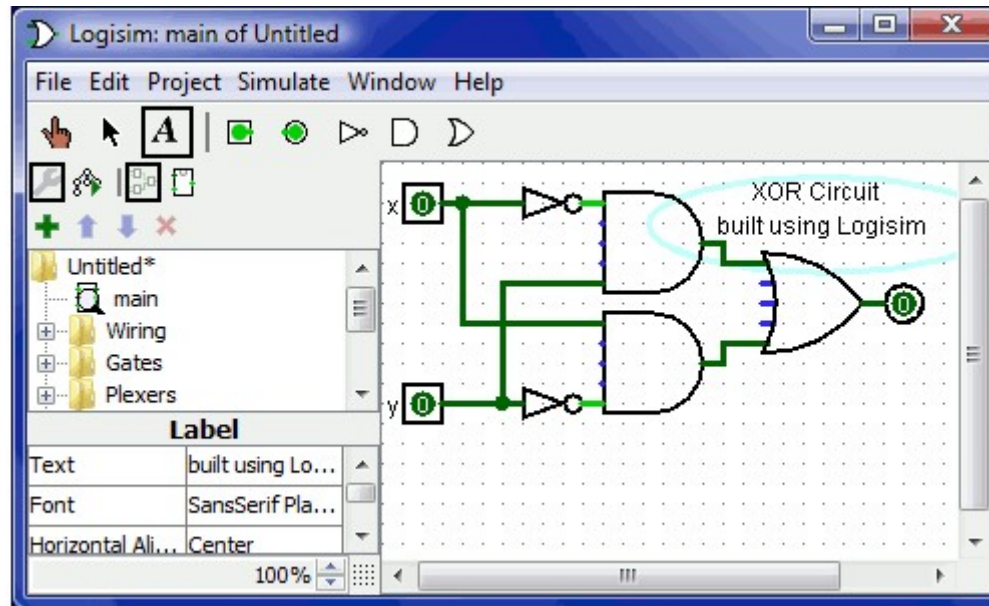 Logisim: main of Untitled
File Edit Project Simulate Window Help
A
Untitled*
main
Wiring
Gates
Plexers
Label
Text built using Lo...
Font SansSerif Pla...
Horizontal Ali... Center
100%
x 0
XOR Circuit
built using Logisim
0
y 0